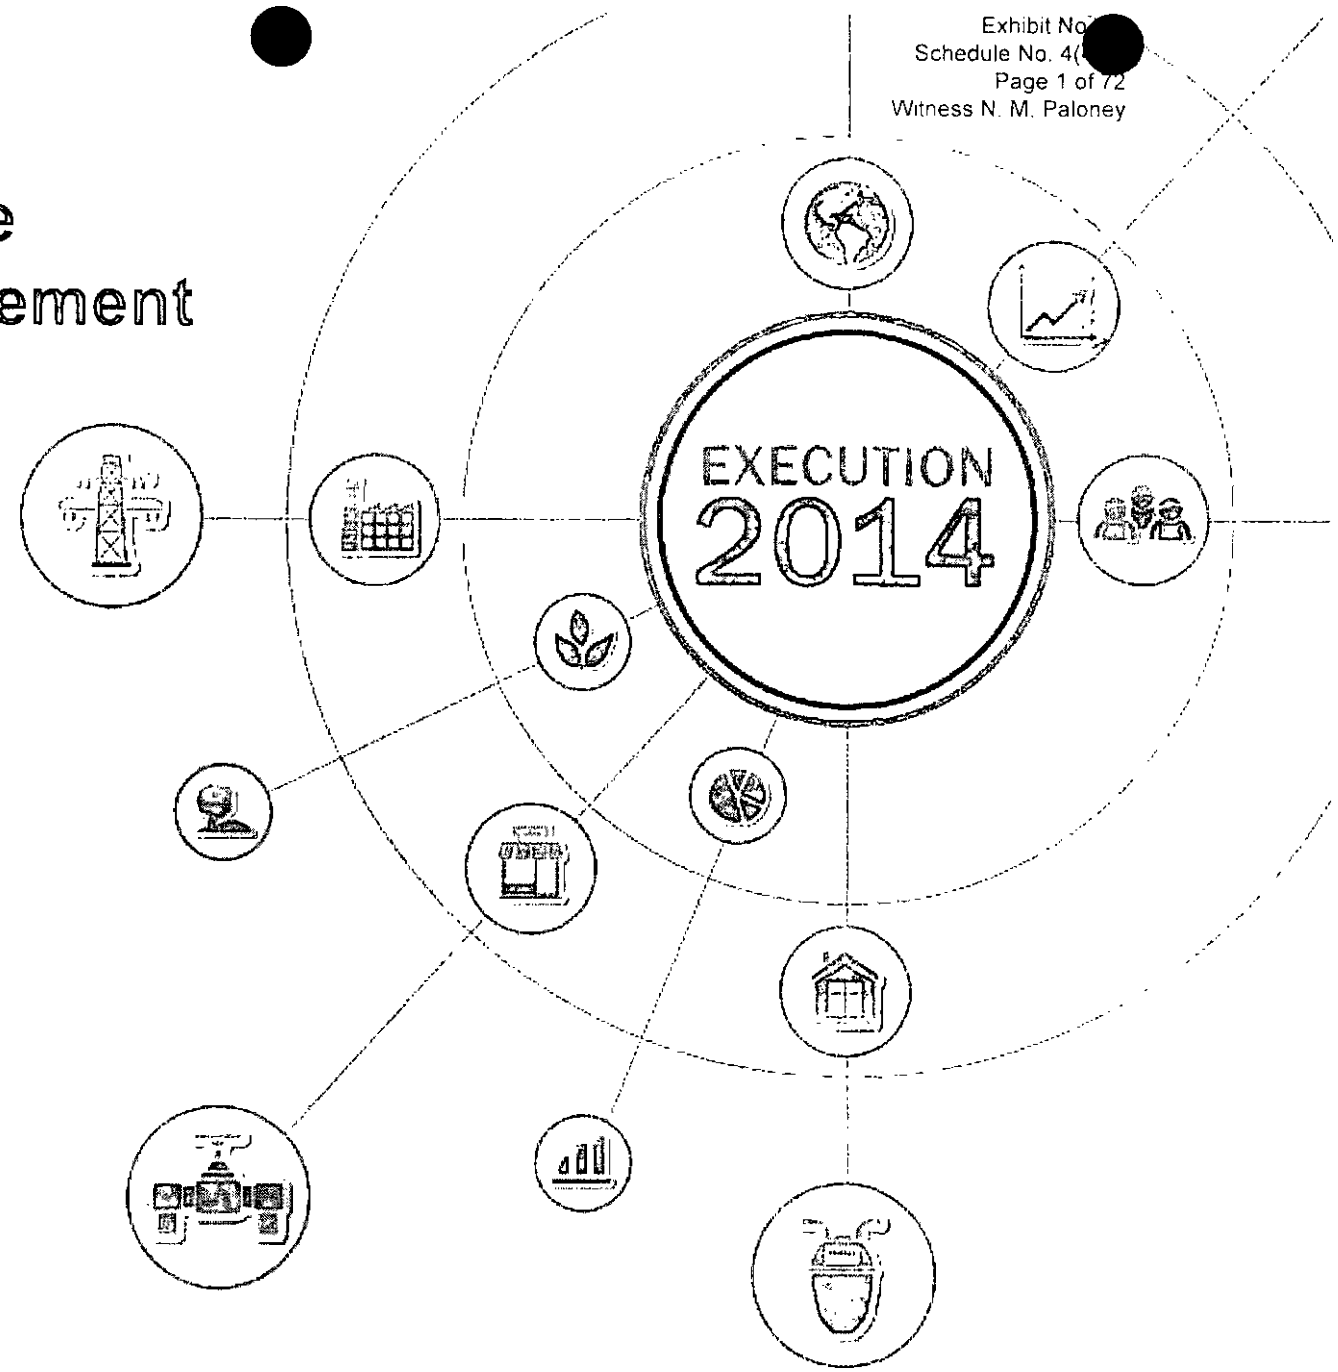 Exhibit No
Schedule No. 4(
Page 1 of 72
Witness N. M. Paloney
e
ement
EXECUTION
2014